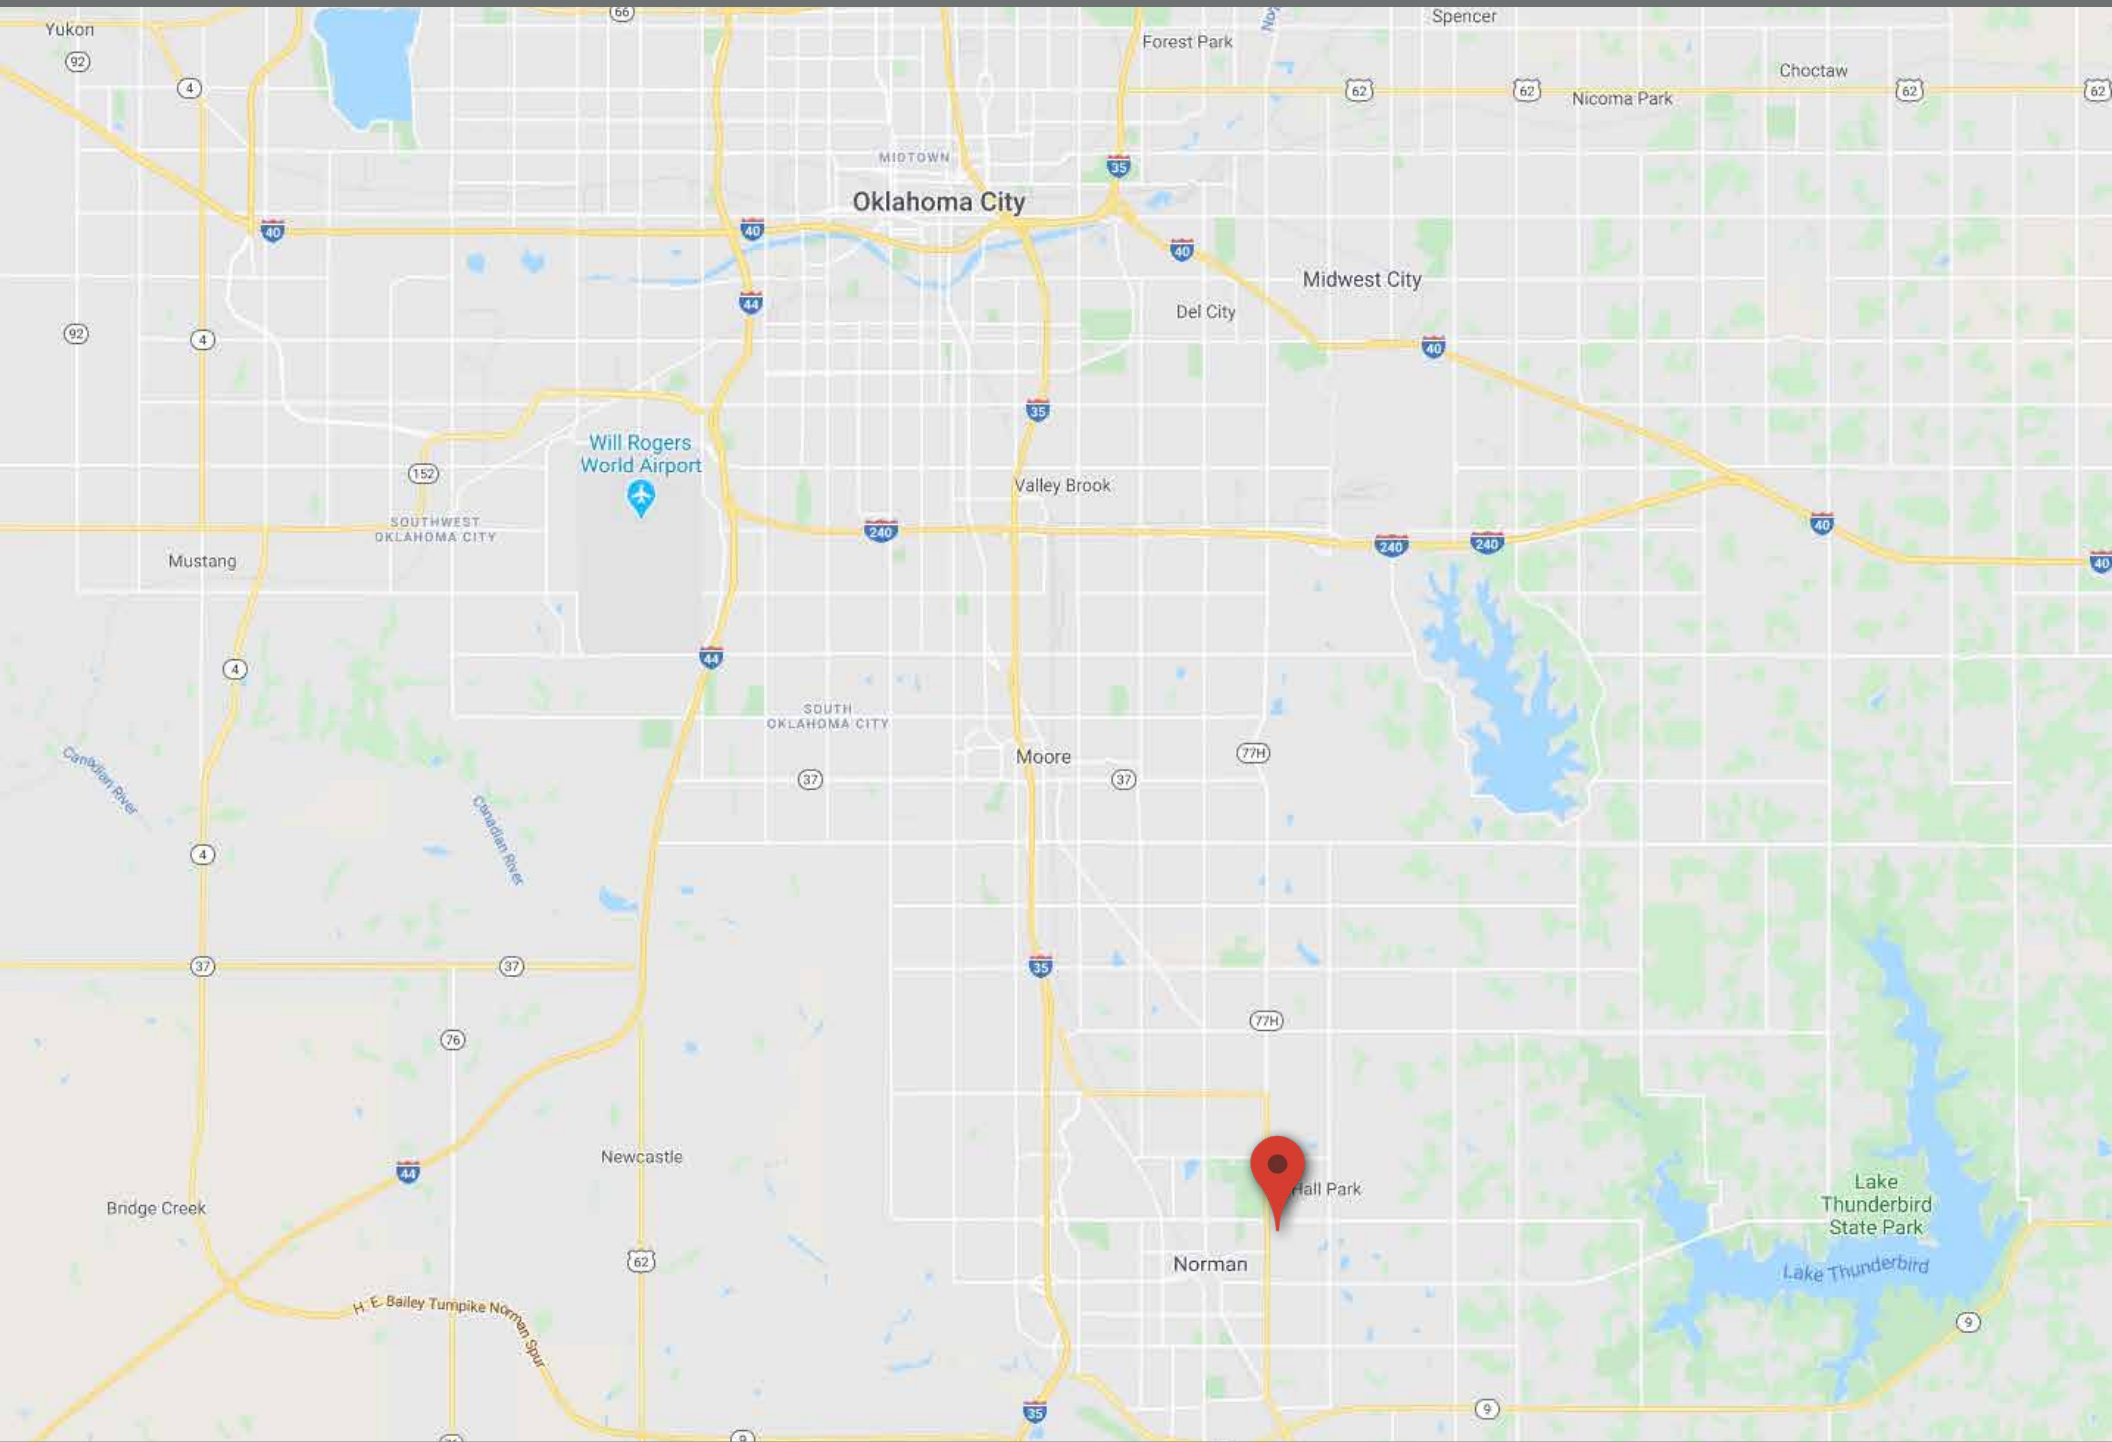 66
Spencer
Yukon
Forest Park
92
Choctaw
4
62
62
Nicoma Park
62
62
MIDTOWN
35
Oklahoma City
40
40
40
Midwest City
44
Del City
92
4
40
35
Will Rogers
World Airport
152
Valley Brook
SOUTHWEST
OKLAHOMA CITY
240
240
240
40
Mustang
40
44
4
SOUTH
OKLAHOMA CITY
Canadian River
Moore
77H
37
37
Canadian River
4
37
37
35
77H
76
Newcastle
44
Hall Park
Bridge Creek
Lake
Thunderbird
State Park
62
Norman
Lake Thunderbird
H. E. Bailey Turnpike Norman Spur
9
35
9
9